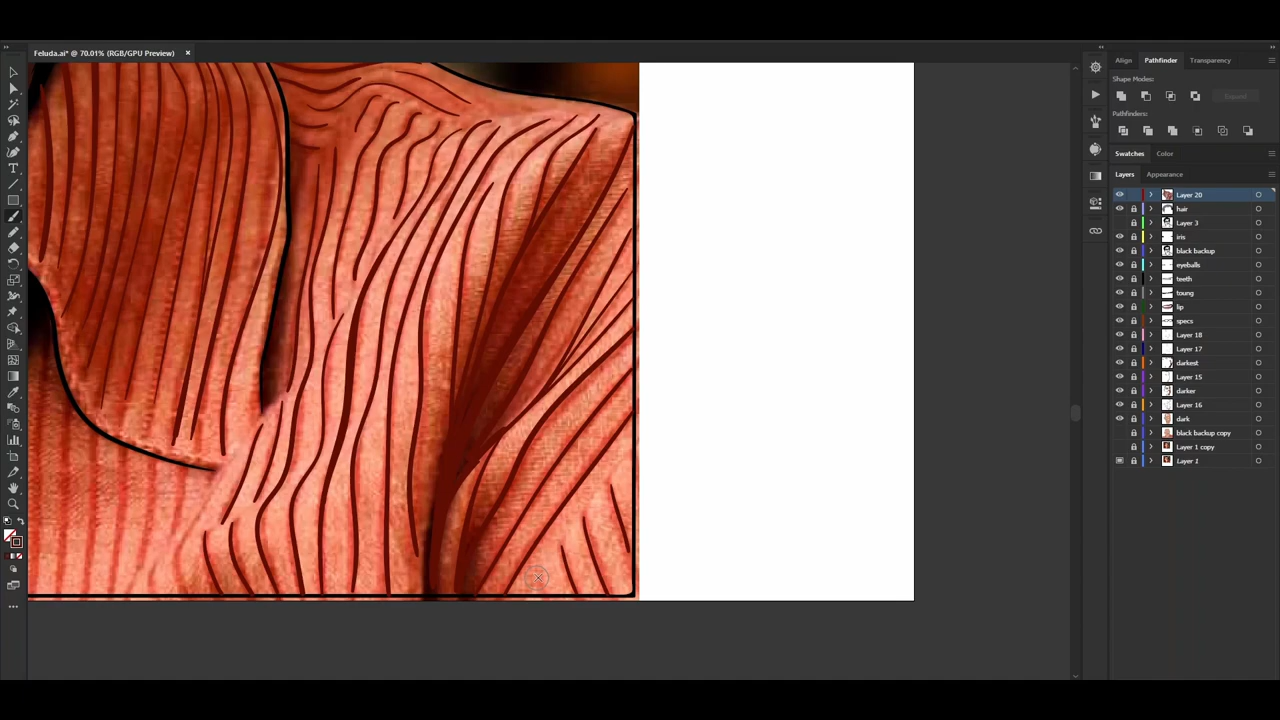 Feluda.ai* @ 70.01% (RGB/GPU Preview)
Align Pathfinder Transparency
Shape Modes:
Expand
Pathfinders:
Swatches Color
Layers Appearance
Layer 20
hair
Layer 3
iris
black backup
eyeballs
teeth
toung
lip
specs
Layer 18
Layer 17
darkest
Layer 15
darker
Layer 16
dark
black backup copy
Layer 1 copy
Layer 1